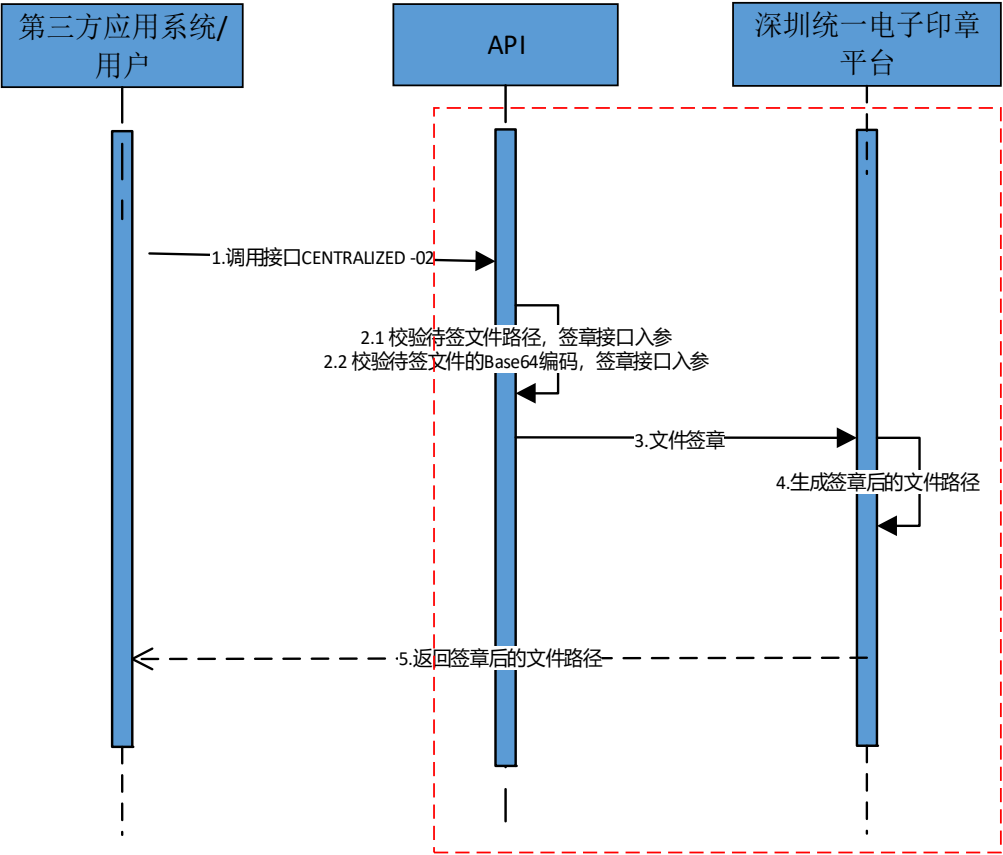 第三方应用系统/
用户
API
深圳统一电子印章
平台
1.调用接口CENTRALIZED -02
2.1 校验待签文件路径，签章接口入参
2.2 校验待签文件的Base64编码，签章接口入参
3.文件签章
4.生成签章后的文件路径
·5.返回签章后的文件路径